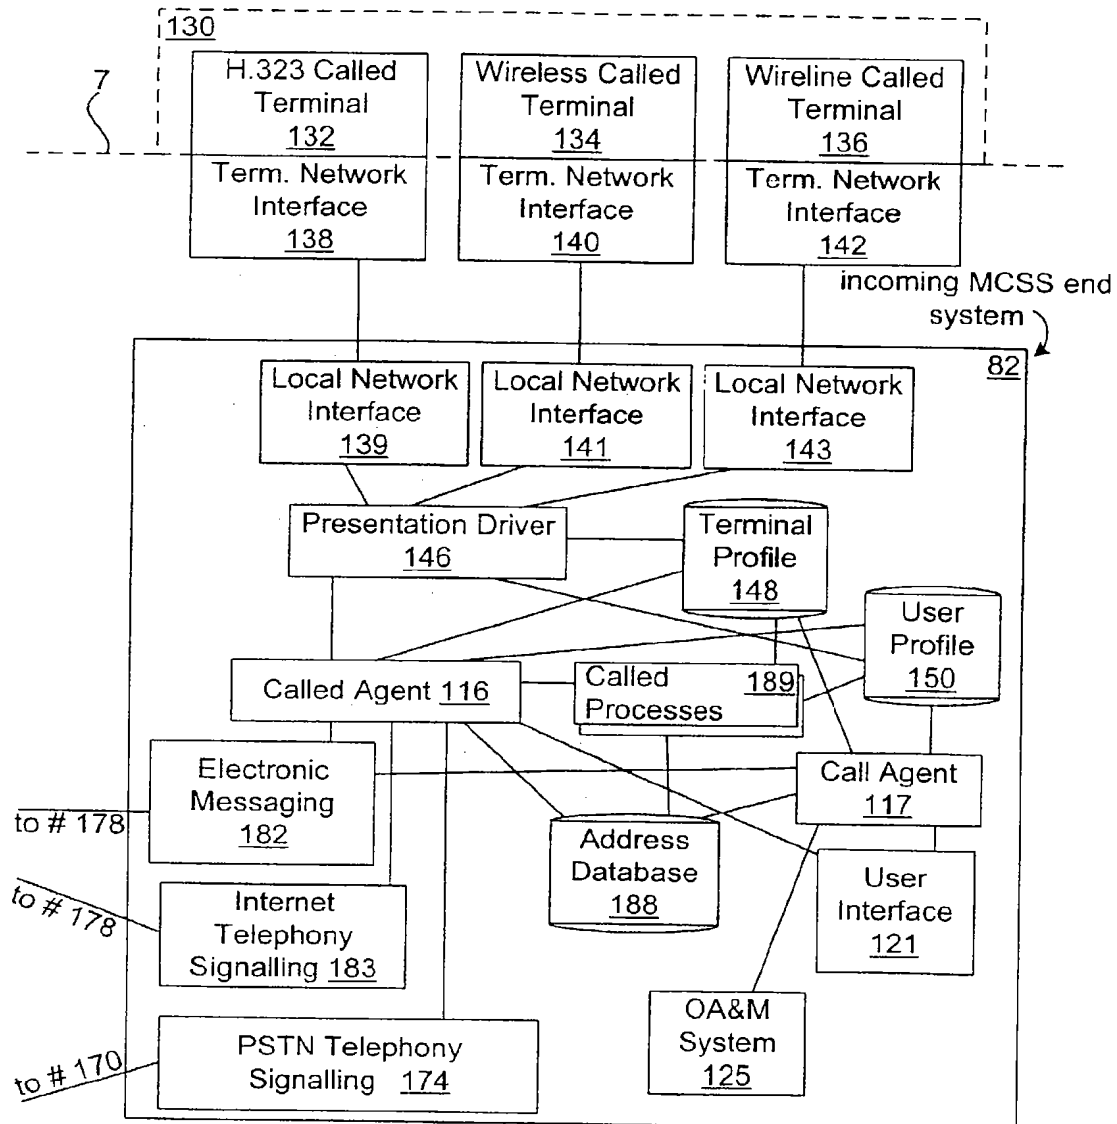 130
7
H.323 Called
Terminal
132
Wireless Called
Terminal
134
Wireline Called
Terminal
136
Term. Network
Interface
138
Term. Network
Interface
140
Term. Network
Interface
142
incoming MCSS end
system
82
Local Network
Interface
139
Local Network
Interface
141
Local Network
Interface
143
Presentation Driver
146
Terminal
Profile
148
User
Profile
150
Called Agent 116
189
Called
Processes
Electronic
Messaging
182
Call Agent
117
to # 178
Address
Database
188
User
Interface
121
Internet
Telephony
Signalling 183
to # 178
OA&M
System
125
PSTN Telephony
Signalling 174
to # 170